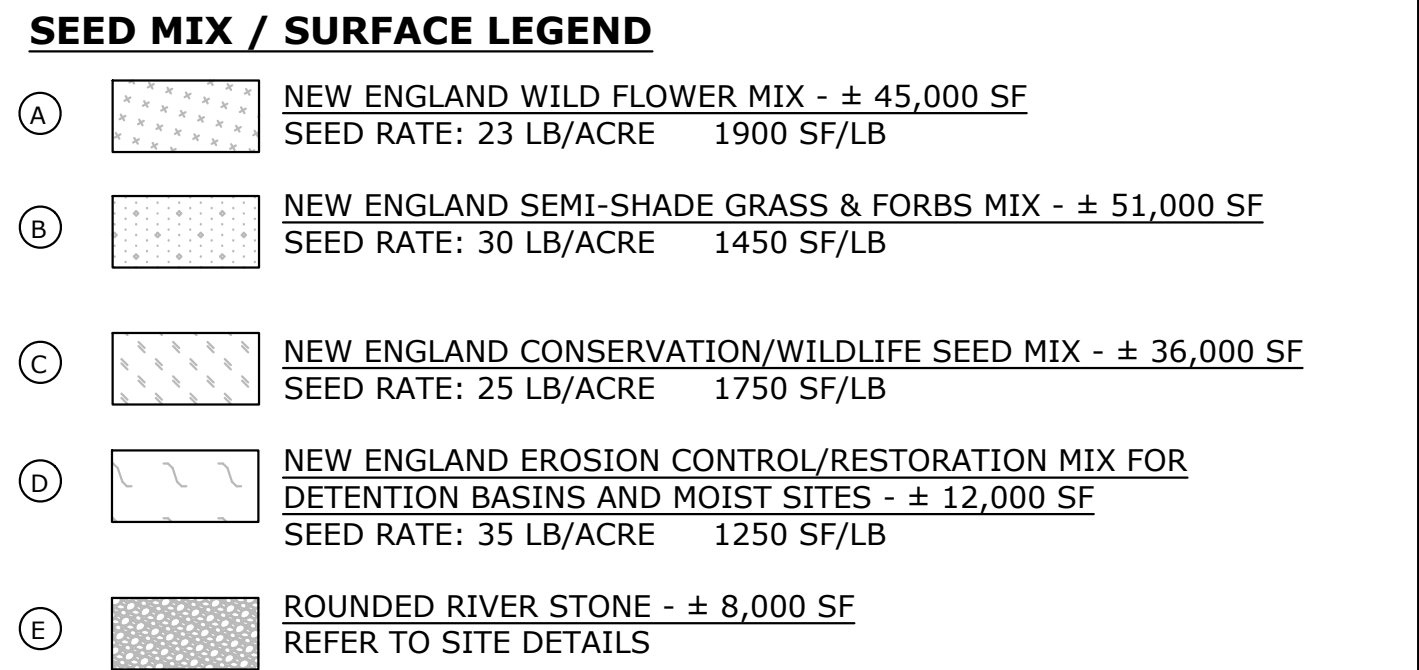 SEED MIX / SURFACE LEGEND
A NEW ENGLAND WILD FLOWER MIX - ± 45,000 SF
SEED RATE: 23 LB/ACRE 1900 SF/LB
B NEW ENGLAND SEMI-SHADE GRASS & FORBS MIX - ± 51,000 SF
SEED RATE: 30 LB/ACRE 1450 SF/LB
C NEW ENGLAND CONSERVATION/WILDLIFE SEED MIX - ± 36,000 SF
SEED RATE: 25 LB/ACRE 1750 SF/LB
D NEW ENGLAND EROSION CONTROL/RESTORATION MIX FOR
DETENTION BASINS AND MOIST SITES - ± 12,000 SF
SEED RATE: 35 LB/ACRE 1250 SF/LB
E ROUNDED RIVER STONE - ± 8,000 SF
REFER TO SITE DETAILS